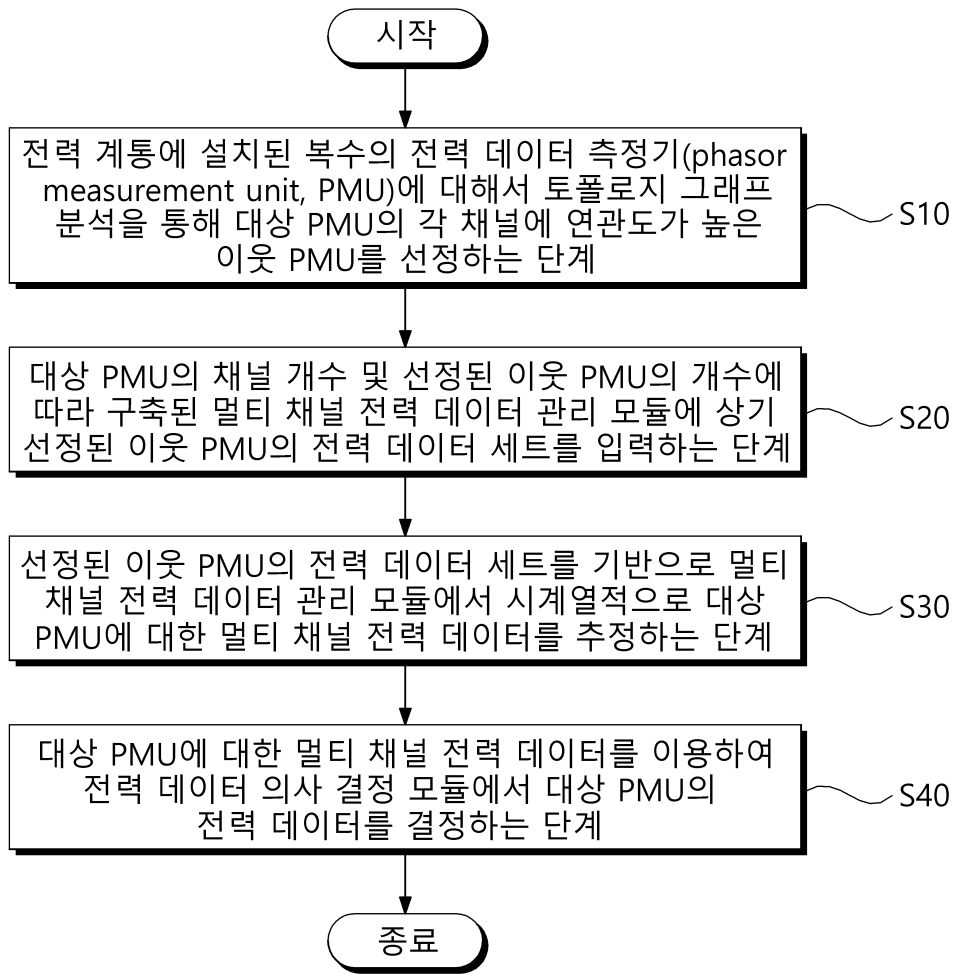 시작
전력 계통에 설치된 복수의 전력 데이터 측정기(phasor
measurement unit, PMU)에 대해서 토폴로지 그래프
분석을 통해 대상 PMU의 각 채널에 연관도가 높은
이웃 PMU를 선정하는 단계
S10
대상 PMU의 채널 개수 및 선정된 이웃 PMU의 개수에
따라 구축된 멀티 채널 전력 데이터 관리 모듈에 상기
선정된 이웃 PMU의 전력 데이터 세트를 입력하는 단계
S20
선정된 이웃 PMU의 전력 데이터 세트를 기반으로 멀티
채널 전력 데이터 관리 모듈에서 시계열적으로 대상
PMU에 대한 멀티 채널 전력 데이터를 추정하는 단계
S30
대상 PMU에 대한 멀티 채널 전력 데이터를 이용하여
전력 데이터 의사 결정 모듈에서 대상 PMU의
전력 데이터를 결정하는 단계
S40
종료